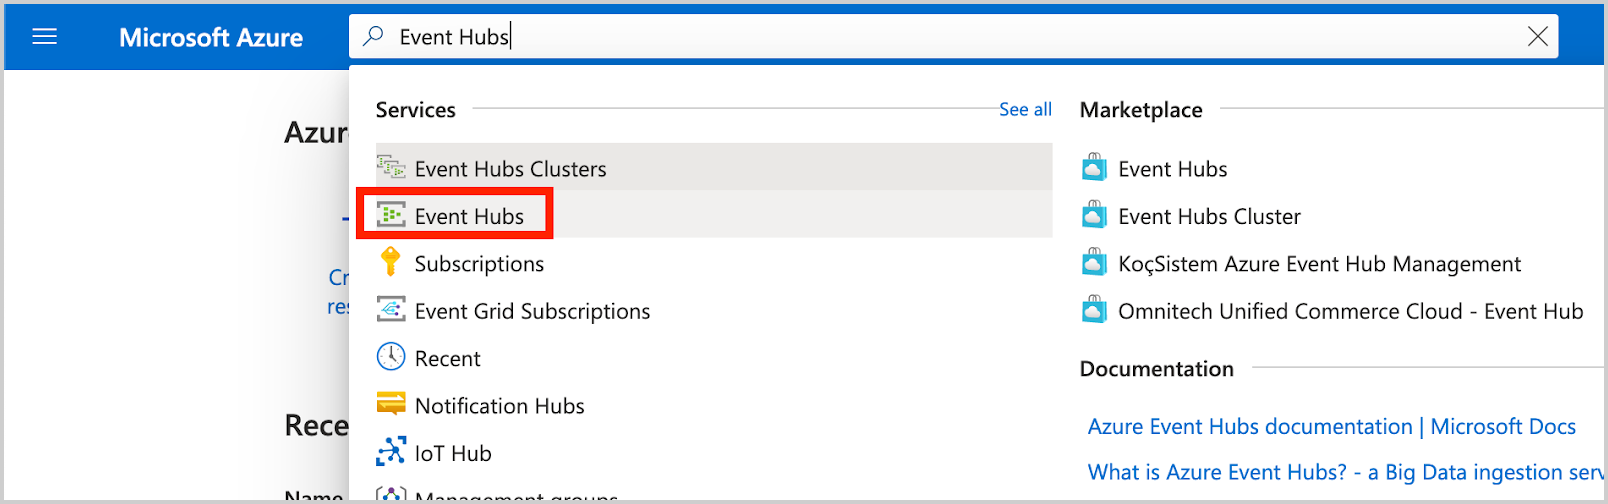 Microsoft Azure
Event Hubs
Azur
Cr
res
Rece
Name
Services
See all
Event Hubs Clusters
Event Hubs
Subscriptions
Event Grid Subscriptions
Recent
Notification Hubs
IoT Hub
Management groups
Marketplace
Event Hubs
Event Hubs Cluster
KoçSistem Azure Event Hub Management
Omnitech Unified Commerce Cloud - Event Hub
Documentation
Azure Event Hubs documentation | Microsoft Docs
What is Azure Event Hubs? - a Big Data ingestion serv